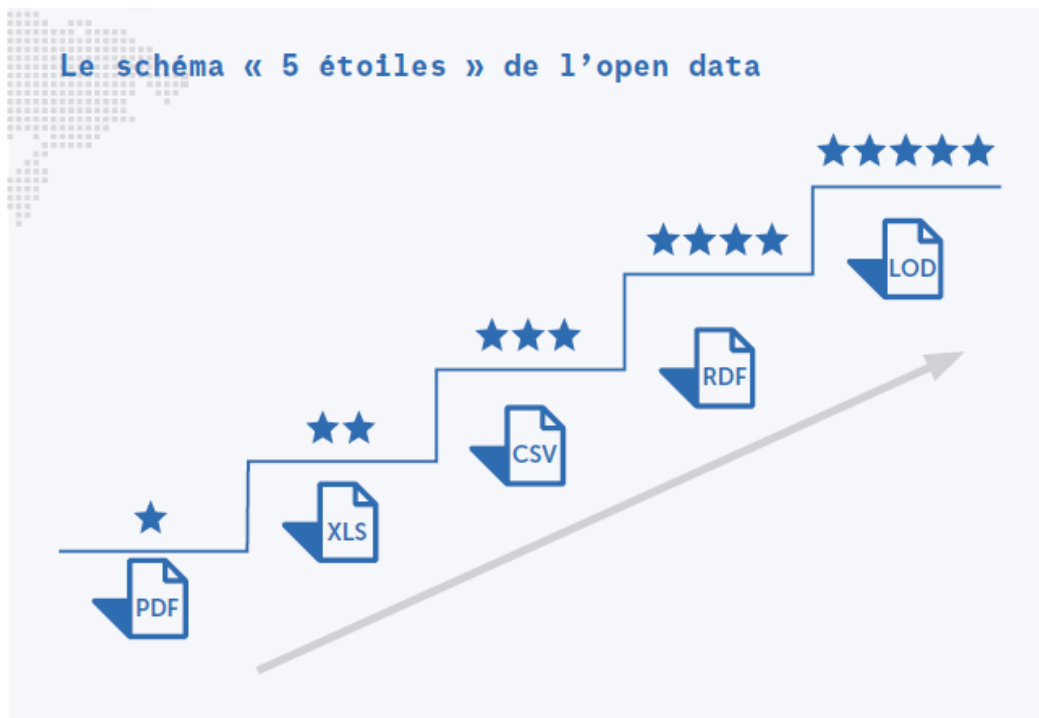 Le schéma « 5 étoiles » de l’open data
LOD
RDF
CSV
XLS
PDF